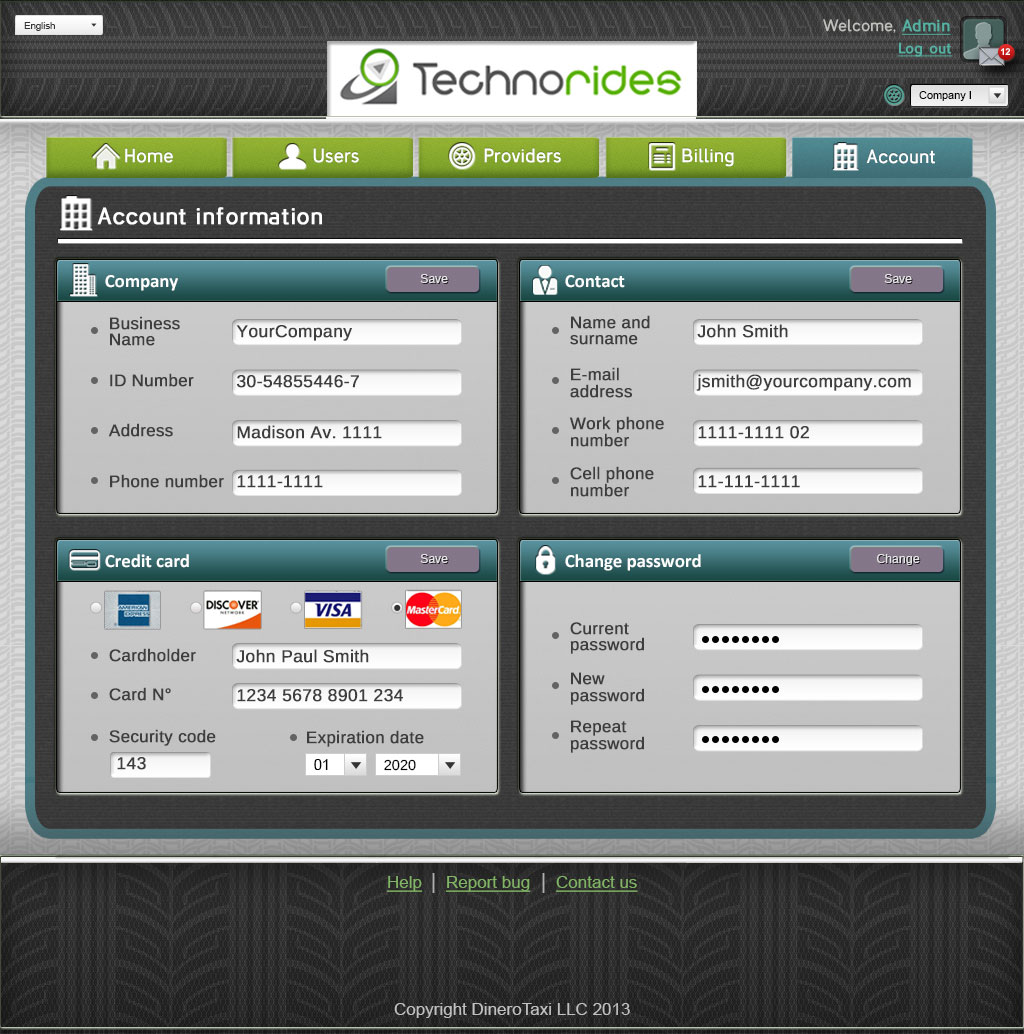 English
Welcome, Admin
Log out
12
Company I
Technorides
Home
Users
Providers
Billing
Account
Account information
Company
Save
Business
Name
YourCompany
ID Number
30-54855446-7
Address
Madison Av. 1111
Phone number
1111-1111
Contact
Save
Name and
surname
John Smith
E-mail
address
jsmith@yourcompany.com
Work phone
number
1111-1111 02
Cell phone
number
11-111-1111
Credit card
Save
AMERICAN
EXPRESS
DISCOVER
NETWORK
VISA
MasterCard
Cardholder
John Paul Smith
Card N°
1234 5678 8901 234
Security code
143
Expiration date
01
2020
Change password
Change
Current
password
●●●●●●●●
New
password
●●●●●●●●
Repeat
password
●●●●●●●●
Help | Report bug | Contact us
Copyright DineroTaxi LLC 2013